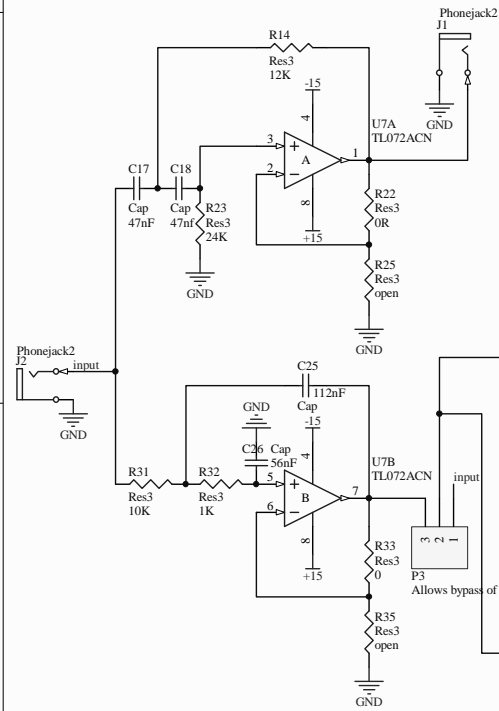 Phonejack2
J1
GND
R14
Res3
12K
-15
4
U7A
TL072ACN
3
2
A
1
8
+15
C17
Cap
47nF
C18
Cap
47nf
R23
Res3
24K
GND
R22
Res3
0R
R25
Res3
open
GND
Phonejack2
J2
input
GND
C25
112nF
Cap
GND
C26
Cap
56nF
-15
4
U7B
TL072ACN
R31
Res3
10K
R32
Res3
1K
5
6
B
7
8
+15
input
3
2
1
P3
Allows bypass of
R33
Res3
0
R35
Res3
open
GND